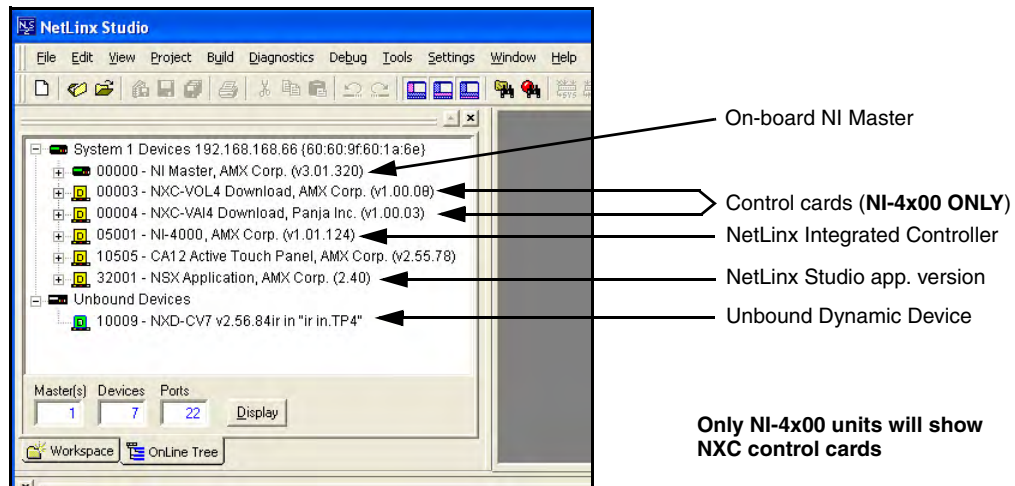 NetLinx Studio
File Edit View Project Build Diagnostics Debug Tools Settings Window Help
System 1 Devices 192.168.168.66 {60:60:9f:60:1a:6e}
00000 - NI Master, AMX Corp. (v3.01.320)
00003 - NXC-VOL4 Download, AMX Corp. (v1.00.08)
00004 - NXC-VAI4 Download, Panja Inc. (v1.00.03)
05001 - NI-4000, AMX Corp. (v1.01.124)
10505 - CA12 Active Touch Panel, AMX Corp. (v2.55.78)
32001 - NSX Application, AMX Corp. (2.40)
Unbound Devices
10009 - NXD-CV7 v2.56.84ir in "ir in.TP4"
Master(s) Devices Ports
1 7 22 Display
Workspace OnLine Tree
On-board NI Master
Control cards (NI-4x00 ONLY)
NetLinx Integrated Controller
NetLinx Studio app. version
Unbound Dynamic Device
Only NI-4x00 units will show
NXC control cards